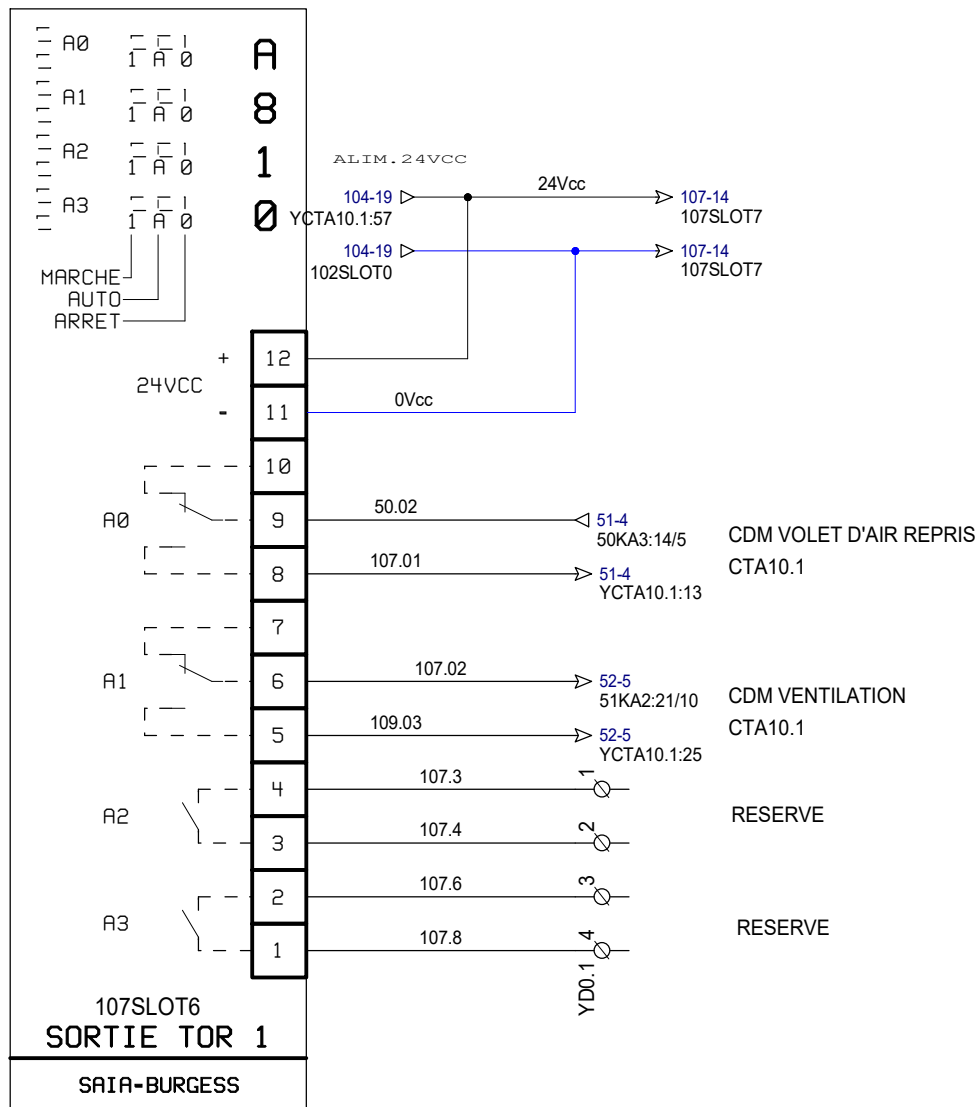 A0 1 A 0 A
A1 1 A 0 8
A2 1 A 0 1
A3 1 A 0 0
MARCHE
AUTO
ARRET
ALIM.24VCC
104-19 24Vcc 107-14
YCTA10.1:57 107SLOT7
104-19 107-14
102SLOT0 107SLOT7
+ 12
24VCC
- 11 0Vcc
10
A0 9 50.02 51-4
50KA3:14/5
CDM VOLET D'AIR REPRIS
CTA10.1
8 107.01 51-4
YCTA10.1:13
7
A1 6 107.02 52-5
51KA2:21/10
CDM VENTILATION
CTA10.1
5 109.03 52-5
YCTA10.1:25
4 107.3 1
A2 RESERVE
3 107.4 2
2 107.6 3
A3 RESERVE
1 107.8 4
YD0.1
107SLOT6
SORTIE TOR 1
SAIA-BURGESS